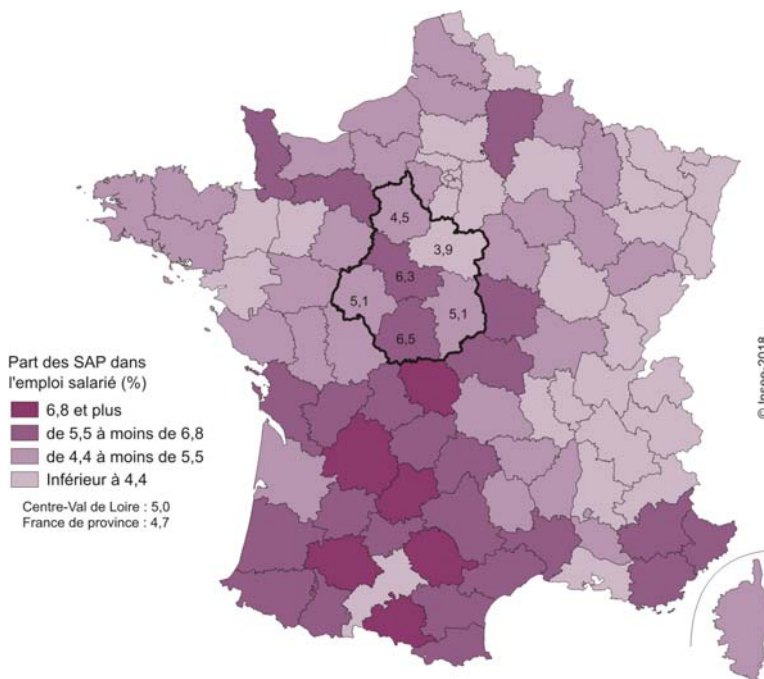 4,5
3,9
6,3
5,1
5,1
6,5
Part des SAP dans
l'emploi salarié (%)
6,8 et plus
de 5,5 à moins de 6,8
de 4,4 à moins de 5,5
Inférieur à 4,4
Centre-Val de Loire : 5,0
France de province : 4,7
© Insee-2018